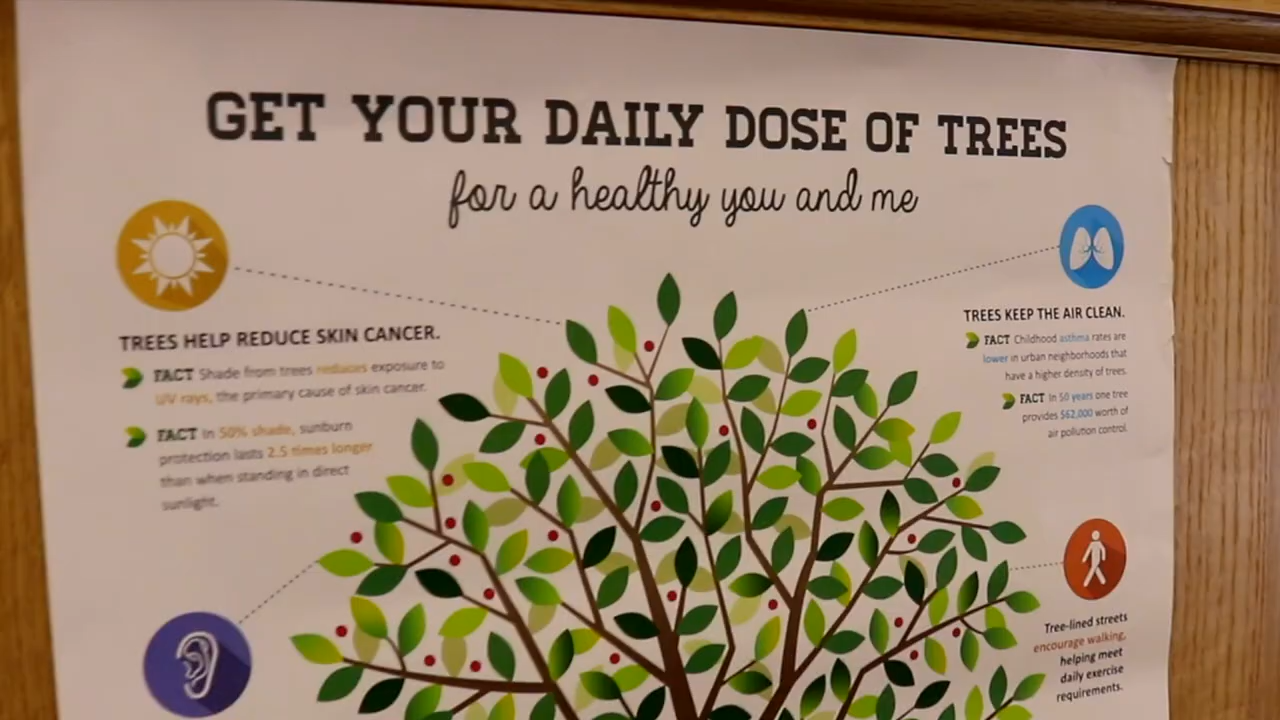 GET YOUR DAILY DOSE OF TREES
for a healthy you and me
TREES HELP REDUCE SKIN CANCER.
FACT Shade from trees reduces exposure to
UV rays, the primary cause of skin cancer.
FACT In 50% shade, sunburn
protection lasts 2.5 times longer
than when standing in direct
sunlight.
TREES KEEP THE AIR CLEAN.
FACT Childhood asthma rates are
lower in urban neighborhoods that
have a higher density of trees.
FACT In 50 years one tree
provides $62,000 worth of
air pollution control.
Tree-lined streets
encourage walking,
helping meet
daily exercise
requirements.